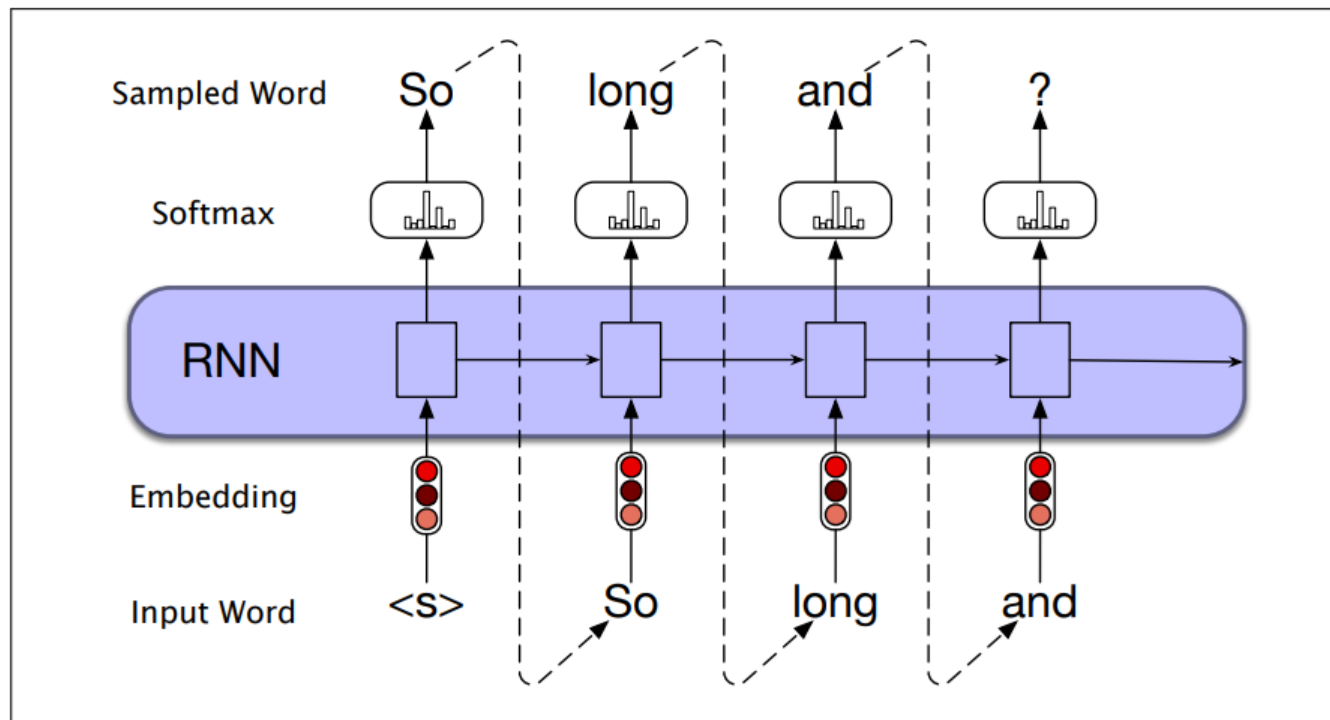 Sampled Word So long and ?
Softmax
RNN
Embedding
Input Word <s> So long and